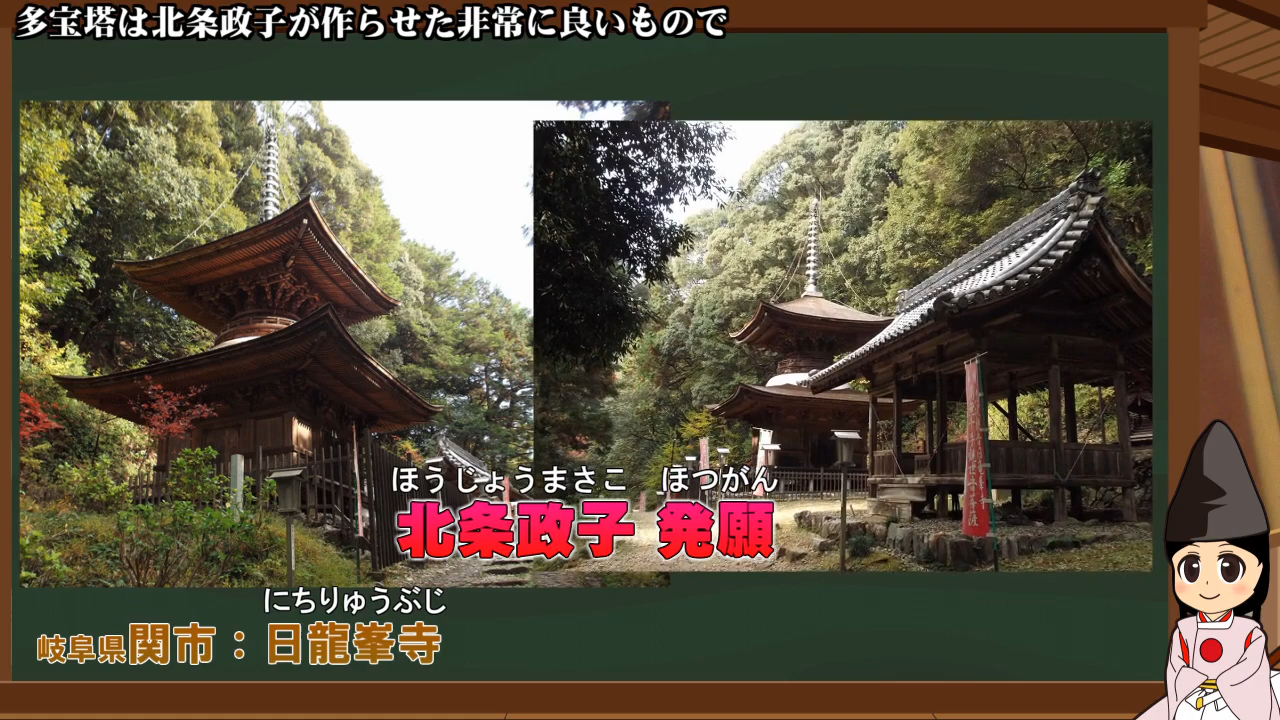 多宝塔は北条政子が作らせた非常に良いもので
ほうじょうまさこ ほつがん
北条政子 発願
にちりゅうぶじ
岐阜県関市：日龍峯寺